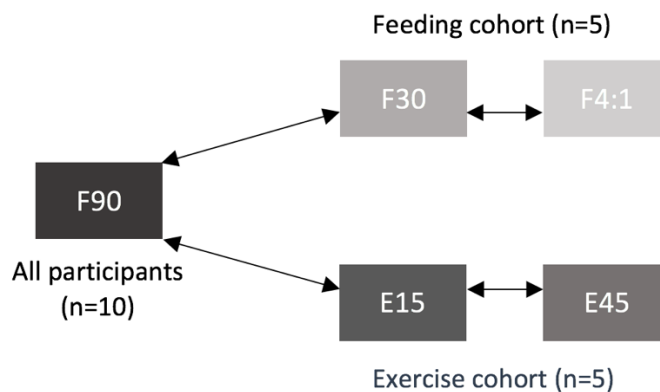 Feeding cohort (n=5)
F30
F4:1
F90
All participants
(n=10)
E15
E45
Exercise cohort (n=5)